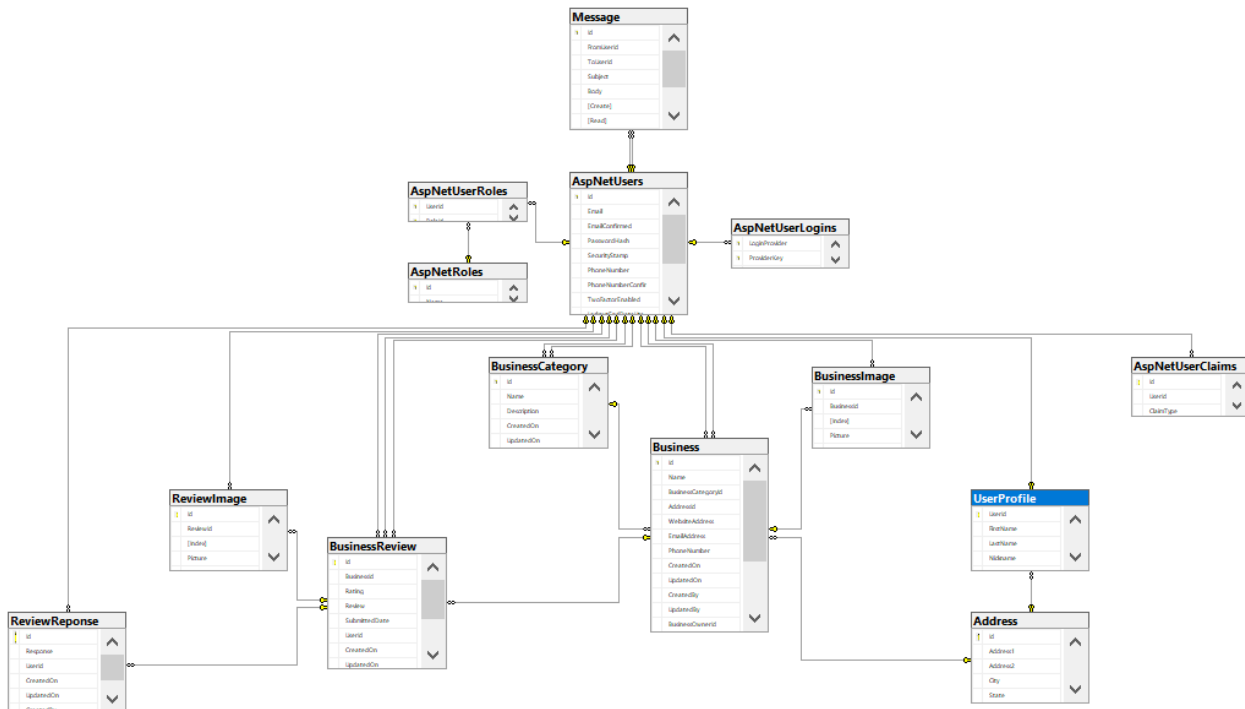 Message
Id
FromUserId
ToUserId
Subject
Body
[Create]
[Read]
AspNetUserRoles
UserId
AspNetRoles
Id
Name
AspNetUsers
Id
Email
EmailConfirmed
PasswordHash
SecurityStamp
PhoneNumber
PhoneNumberConfir
TwoFactorEnabled
AspNetUserLogins
LoginProvider
ProviderKey
BusinessCategory
Id
Name
Description
CreatedOn
UpdatedOn
BusinessImage
Id
BusinessId
[Index]
Picture
AspNetUserClaims
Id
UserId
ClaimType
Business
Id
Name
BusinessCategoryId
AddressId
WebsiteAddress
EmailAddress
PhoneNumber
CreatedOn
UpdatedOn
CreatedBy
UpdatedBy
BusinessOwnerId
ReviewImage
Id
ReviewId
[Index]
Picture
BusinessReview
Id
BusinessId
Rating
Review
SubmittedDate
UserId
CreatedOn
UpdatedOn
UserProfile
UserId
FirstName
LastName
Nickname
ReviewReponse
Id
Response
UserId
CreatedOn
UpdatedOn
Address
Id
Address1
Address2
City
State